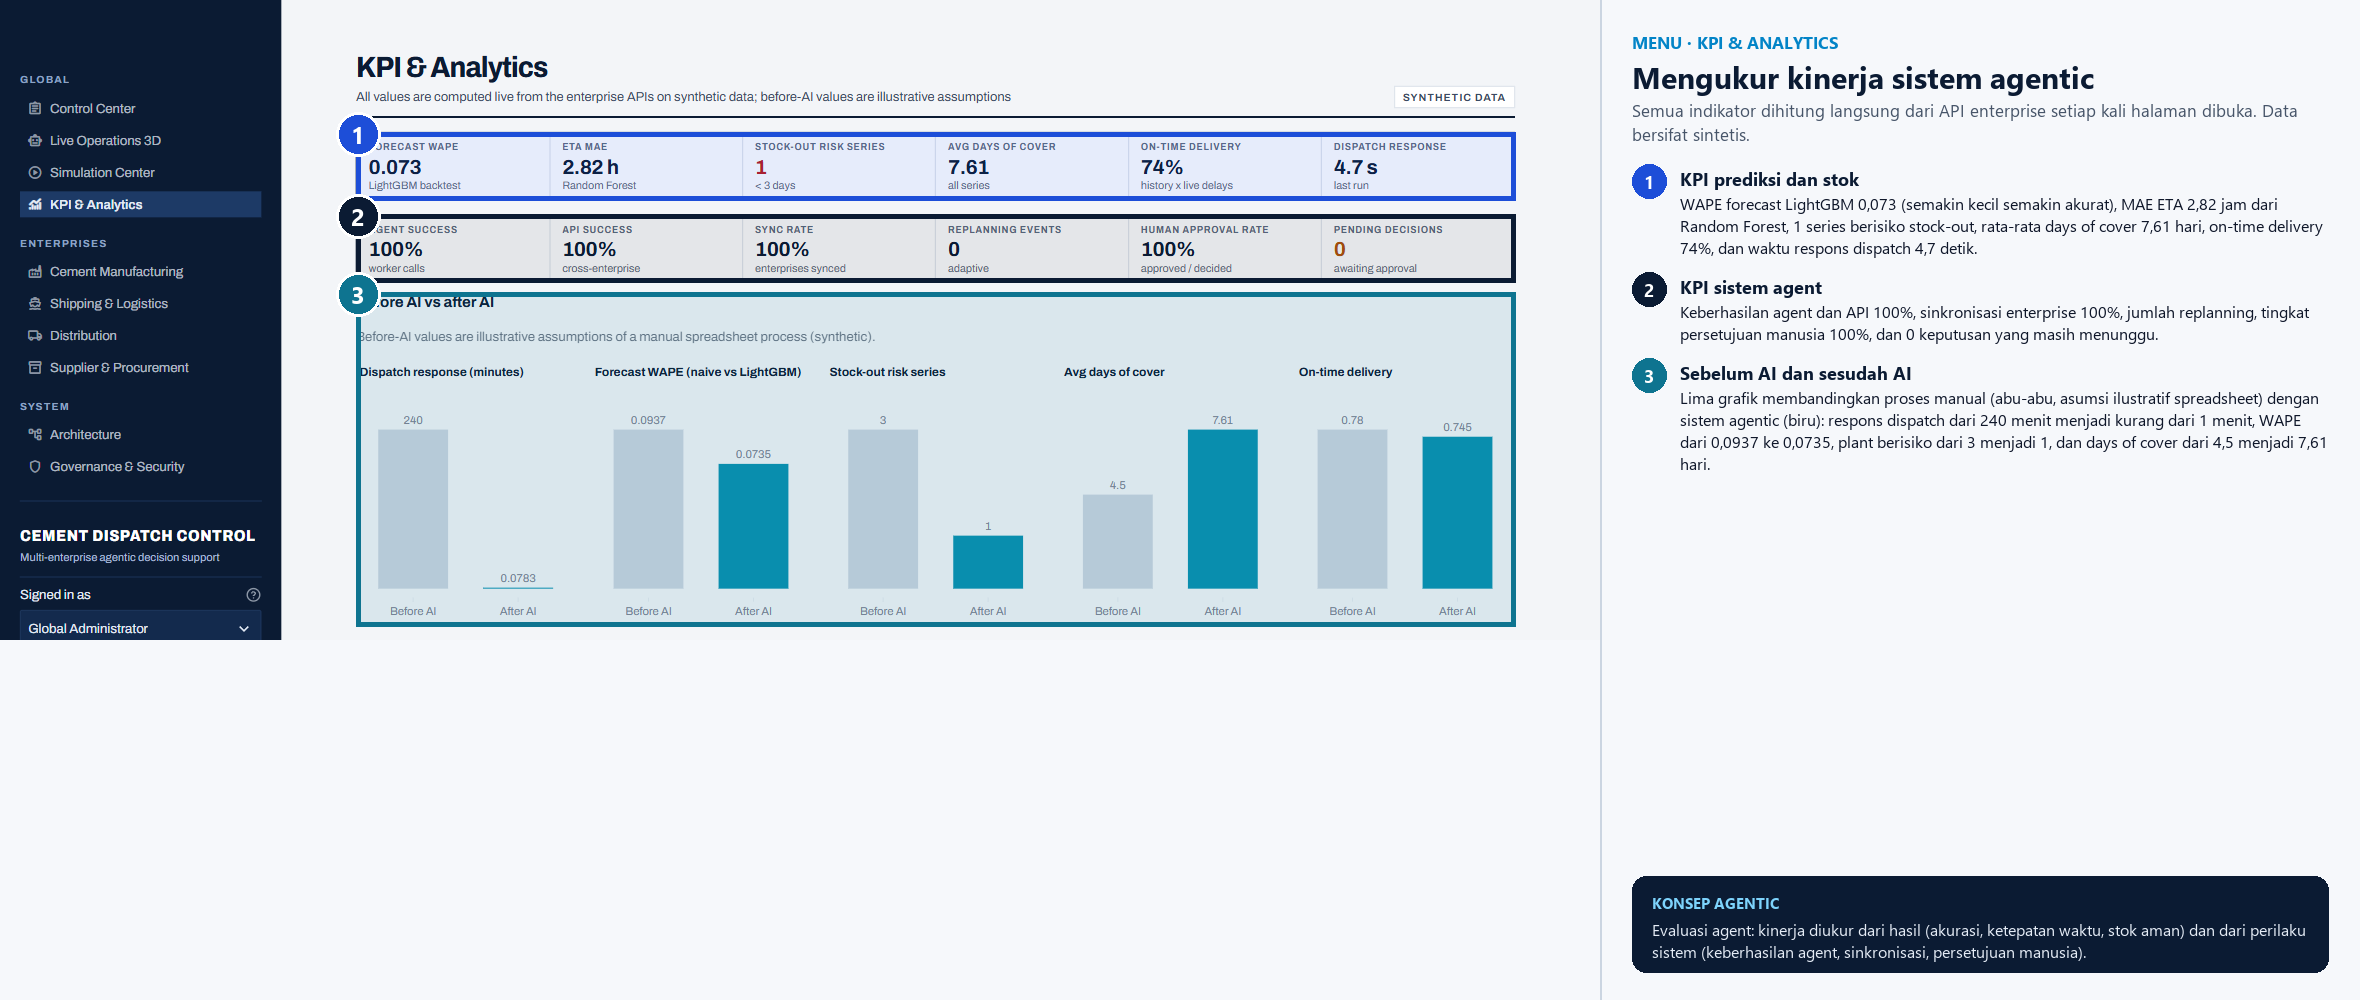 GLOBAL
Control Center
Live Operations 3D
Simulation Center
KPI & Analytics
ENTERPRISES
Cement Manufacturing
Shipping & Logistics
Distribution
Supplier & Procurement
SYSTEM
Architecture
Governance & Security
CEMENT DISPATCH CONTROL
Multi-enterprise agentic decision support
Signed in as
Global Administrator
KPI & Analytics
All values are computed live from the enterprise APIs on synthetic data; before-AI values are illustrative assumptions
SYNTHETIC DATA
1
ORECAST WAPE
0.073
LightGBM backtest
ETA MAE
2.82 h
Random Forest
STOCK-OUT RISK SERIES
1
< 3 days
AVG DAYS OF COVER
7.61
all series
ON-TIME DELIVERY
74%
history x live delays
DISPATCH RESPONSE
4.7 s
last run
2
GENT SUCCESS
100%
worker calls
API SUCCESS
100%
cross-enterprise
SYNC RATE
100%
enterprises synced
REPLANNING EVENTS
0
adaptive
HUMAN APPROVAL RATE
100%
approved / decided
PENDING DECISIONS
0
awaiting approval
3
ore AI vs after AI
Before-AI values are illustrative assumptions of a manual spreadsheet process (synthetic).
Dispatch response (minutes)
240
0.0783
Before AI
After AI
Forecast WAPE (naive vs LightGBM)
0.0937
0.0735
Before AI
After AI
Stock-out risk series
3
1
Before AI
After AI
Avg days of cover
4.5
7.61
Before AI
After AI
On-time delivery
0.78
0.745
Before AI
After AI
MENU · KPI & ANALYTICS
Mengukur kinerja sistem agentic
Semua indikator dihitung langsung dari API enterprise setiap kali halaman dibuka. Data
bersifat sintetis.
1
KPI prediksi dan stok
WAPE forecast LightGBM 0,073 (semakin kecil semakin akurat), MAE ETA 2,82 jam dari
Random Forest, 1 series berisiko stock-out, rata-rata days of cover 7,61 hari, on-time delivery
74%, dan waktu respons dispatch 4,7 detik.
2
KPI sistem agent
Keberhasilan agent dan API 100%, sinkronisasi enterprise 100%, jumlah replanning, tingkat
persetujuan manusia 100%, dan 0 keputusan yang masih menunggu.
3
Sebelum AI dan sesudah AI
Lima grafik membandingkan proses manual (abu-abu, asumsi ilustratif spreadsheet) dengan
sistem agentic (biru): respons dispatch dari 240 menit menjadi kurang dari 1 menit, WAPE
dari 0,0937 ke 0,0735, plant berisiko dari 3 menjadi 1, dan days of cover dari 4,5 menjadi 7,61
hari.
KONSEP AGENTIC
Evaluasi agent: kinerja diukur dari hasil (akurasi, ketepatan waktu, stok aman) dan dari perilaku
sistem (keberhasilan agent, sinkronisasi, persetujuan manusia).